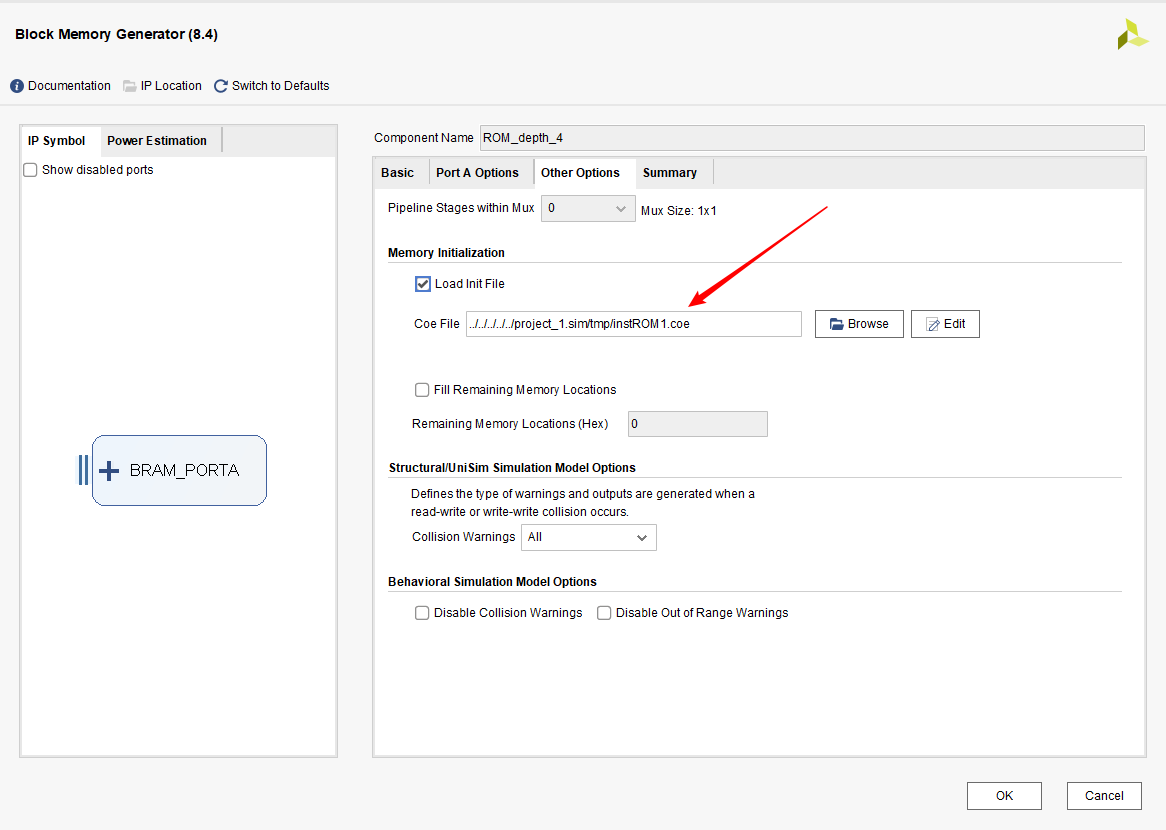 Block Memory Generator (8.4)
Documentation IP Location Switch to Defaults
IP Symbol Power Estimation
Show disabled ports
BRAM_PORTA
Component Name ROM_depth_4
Basic Port A Options Other Options Summary
Pipeline Stages within Mux 0 Mux Size: 1x1
Memory Initialization
Load Init File
Coe File ../../../../../project_1.sim/tmp/instROM1.coe Browse Edit
Fill Remaining Memory Locations
Remaining Memory Locations (Hex) 0
Structural/UniSim Simulation Model Options
Defines the type of warnings and outputs are generated when a
read-write or write-write collision occurs.
Collision Warnings All
Behavioral Simulation Model Options
Disable Collision Warnings Disable Out of Range Warnings
OK Cancel